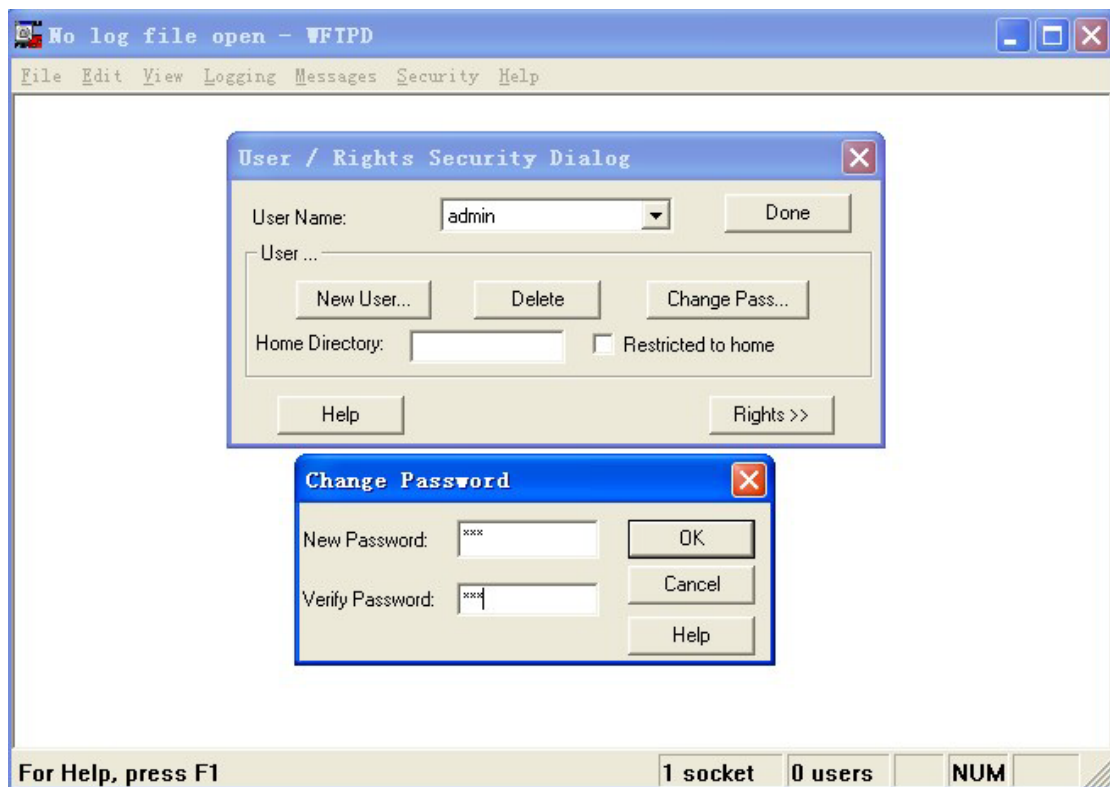 No log file open - WFTPD
File Edit View Logging Messages Security Help
User / Rights Security Dialog
User Name: admin Done
User ...
New User... Delete Change Pass...
Home Directory: Restricted to home
Help Rights >>
Change Password
New Password: *** OK
Cancel
Verify Password: ***
Help
For Help, press F1 1 socket 0 users NUM